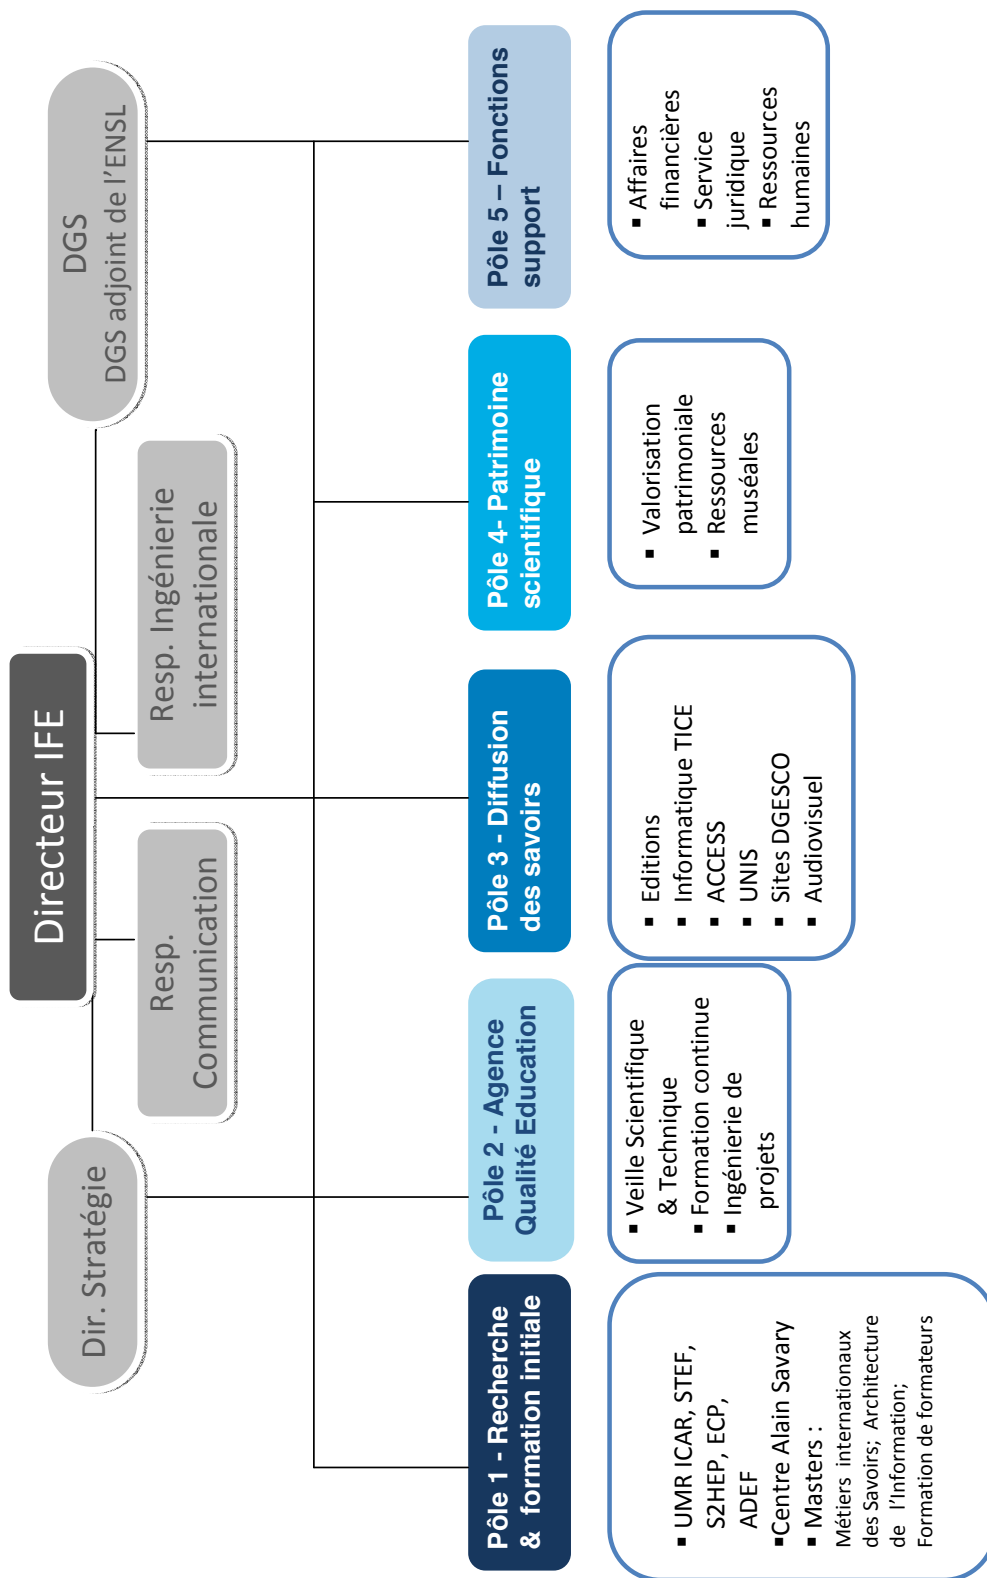 Directeur IFE
Dir. Stratégie
DGS
DGS adjoint de l’ENSL
Resp.
Communication
Resp. Ingénierie
internationale
Pôle 1 - Recherche
& formation initiale
Pôle 2 - Agence
Qualité Education
Pôle 3 - Diffusion
des savoirs
Pôle 4- Patrimoine
scientifique
Pôle 5 – Fonctions
support
▪ UMR ICAR, STEF,
S2HEP, ECP,
ADEF
▪Centre Alain Savary
▪ Masters :
Métiers internationaux
des Savoirs; Architecture
de l’Information;
Formation de formateurs
▪ Veille Scientifique
& Technique
▪ Formation continue
▪ Ingénierie de
projets
▪ Editions
▪ Informatique TICE
▪ ACCESS
▪ UNIS
▪ Sites DGESCO
▪ Audiovisuel
▪ Valorisation
patrimoniale
▪ Ressources
muséales
▪ Affaires
financières
▪ Service
juridique
▪ Ressources
humaines